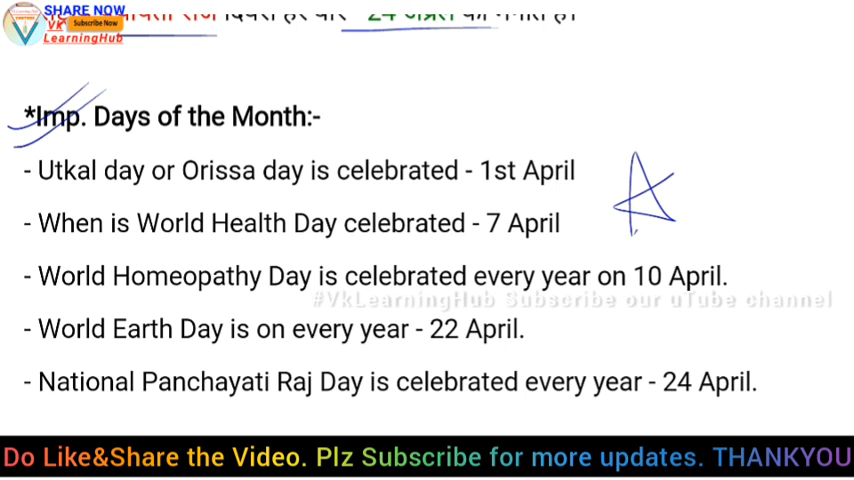 SHARE NOW
VK
Subscribe Now
LearningHub
24
*Imp. Days of the Month:-
- Utkal day or Orissa day is celebrated - 1st April
- When is World Health Day celebrated - 7 April
- World Homeopathy Day is celebrated every year on 10 April.
#VkLearningHub Subscribe our uTube channel
- World Earth Day is on every year - 22 April.
- National Panchayati Raj Day is celebrated every year - 24 April.
Do Like&Share the Video. Plz Subscribe for more updates. THANKYOU